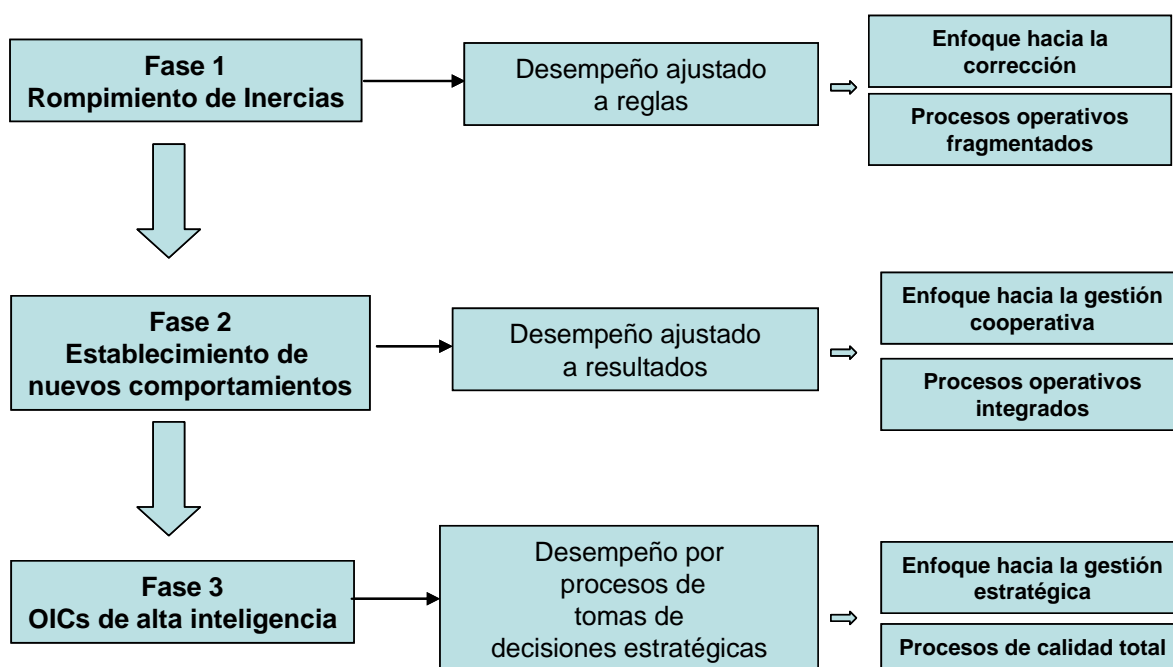 Fase 1
Rompimiento de Inercias
Desempeño ajustado
a reglas
Enfoque hacia la
corrección
Procesos operativos
fragmentados
Fase 2
Establecimiento de
nuevos comportamientos
Desempeño ajustado
a resultados
Enfoque hacia la gestión
cooperativa
Procesos operativos
integrados
Fase 3
OICs de alta inteligencia
Desempeño por
procesos de
tomas de
decisiones estratégicas
Enfoque hacia la gestión
estratégica
Procesos de calidad total